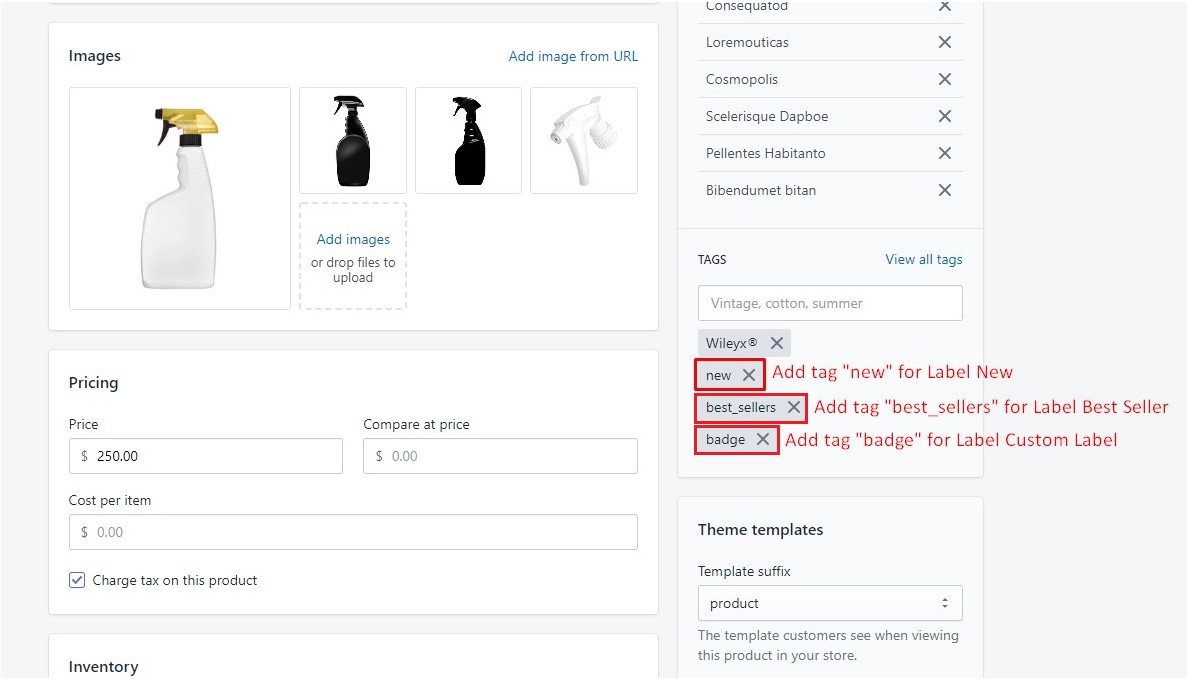 Images
Add image from URL
Add images
or drop files to
upload
Pricing
Price
Compare at price
$ 250.00
$ 0.00
Cost per item
$ 0.00
Charge tax on this product
Inventory
Consequatod
Loremouticas
Cosmopolis
Scelerisque Dapboe
Pellentes Habitanto
Bibendumet bitan
TAGS
View all tags
Vintage, cotton, summer
Wileyx®
new
Add tag "new" for Label New
best_sellers
Add tag "best_sellers" for Label Best Seller
badge
Add tag "badge" for Label Custom Label
Theme templates
Template suffix
product
The template customers see when viewing
this product in your store.